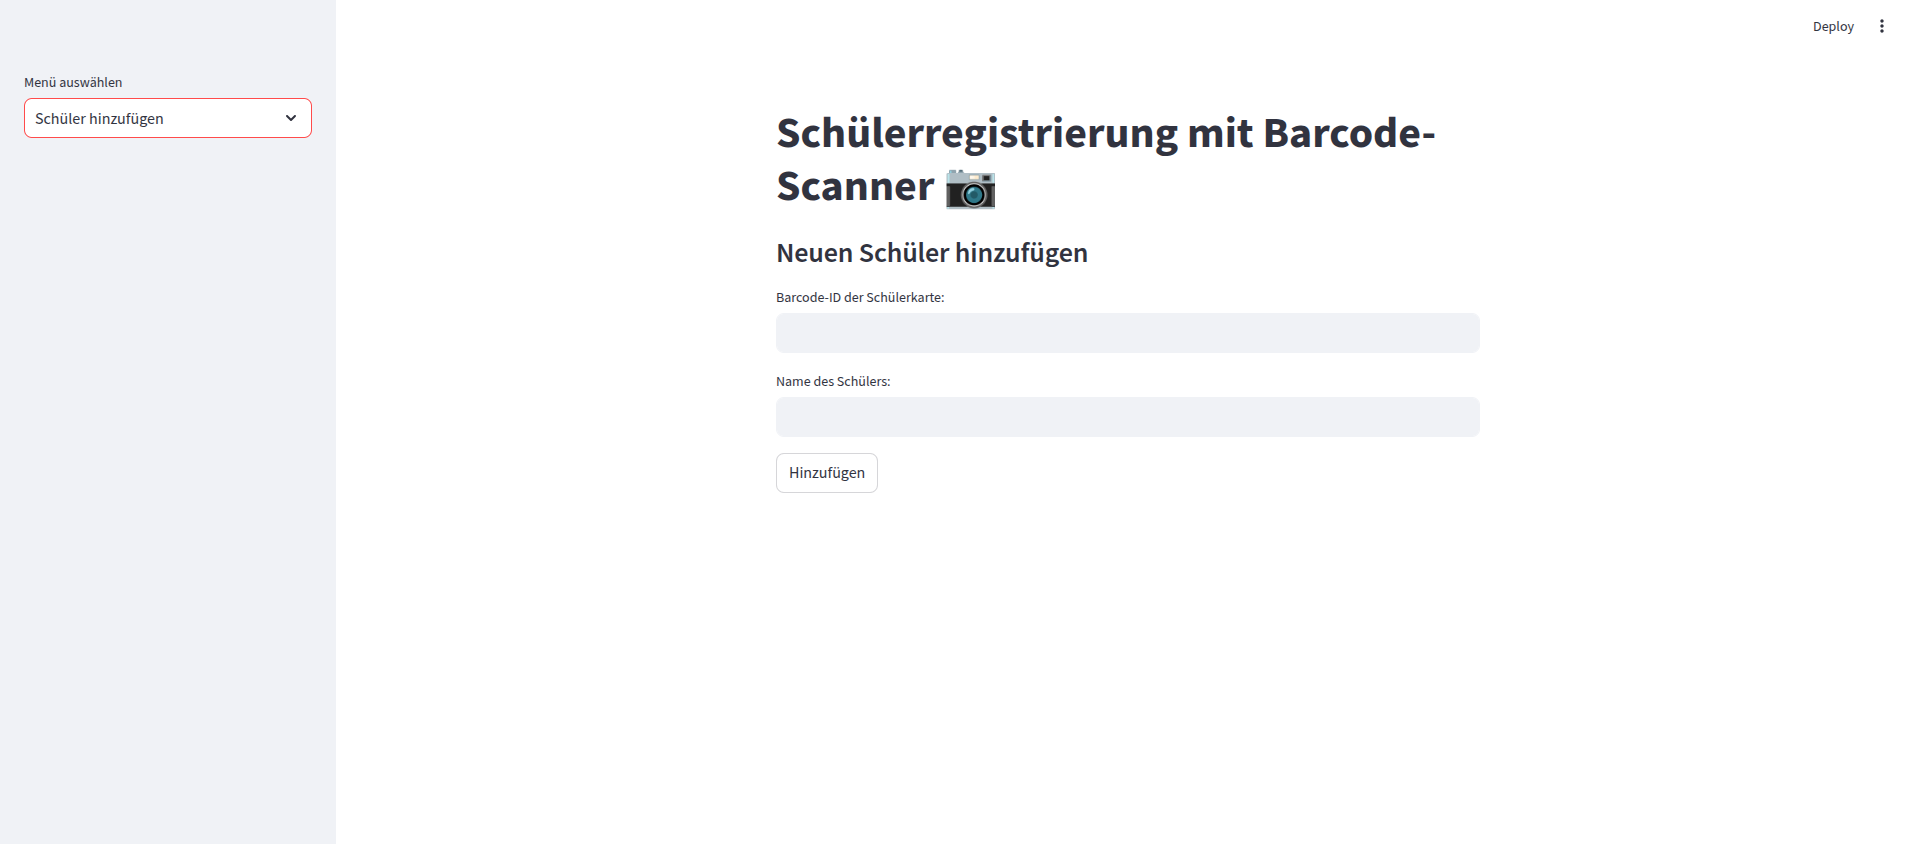 Deploy
Menü auswählen
Schüler hinzufügen
Schülerregistrierung mit Barcode-
Scanner 📷
Neuen Schüler hinzufügen
Barcode-ID der Schülerkarte:
Name des Schülers:
Hinzufügen